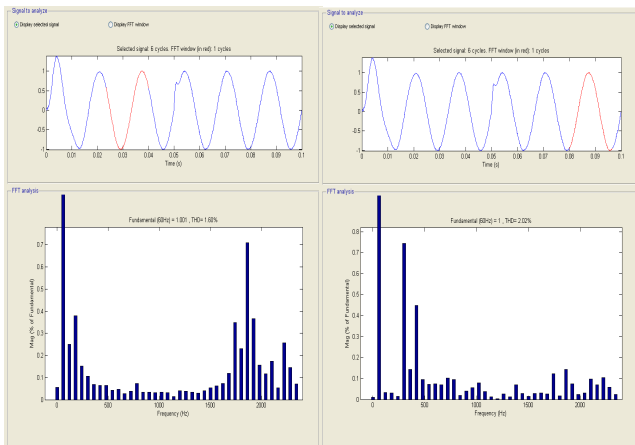 Signal to analyze
Display selected signal
Display FFT window
Selected signal: 6 cycles. FFT window (in red): 1 cycles
1
0.5
0
-0.5
-1
0 0.01 0.02 0.03 0.04 0.05 0.06 0.07 0.08 0.09 0.1
Time (s)
FFT analysis
Fundamental (60Hz) = 1.001 , THD= 1.60%
Mag (% of Fundamental)
0.7
0.6
0.5
0.4
0.3
0.2
0.1
0
0 500 1000 1500 2000
Frequency (Hz)
Signal to analyze
Display selected signal
Display FFT window
Selected signal: 6 cycles. FFT window (in red): 1 cycles
1
0.5
0
-0.5
-1
0 0.01 0.02 0.03 0.04 0.05 0.06 0.07 0.08 0.09 0.1
Time (s)
FFT analysis
Fundamental (60Hz) = 1 , THD= 2.02%
Mag (% of Fundamental)
0.8
0.7
0.6
0.5
0.4
0.3
0.2
0.1
0
0 500 1000 1500 2000
Frequency (Hz)